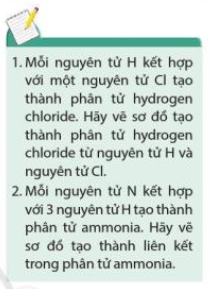 1. Mỗi nguyên tử H kết hợp
với một nguyên tử Cl tạo
thành phân tử hydrogen
chloride. Hãy vẽ sơ đồ tạo
thành phân tử hydrogen
chloride từ nguyên tử H và
nguyên tử Cl.
2. Mỗi nguyên tử N kết hợp
với 3 nguyên tử H tạo thành
phân tử ammonia. Hãy vẽ
sơ đồ tạo thành liên kết
trong phân tử ammonia.